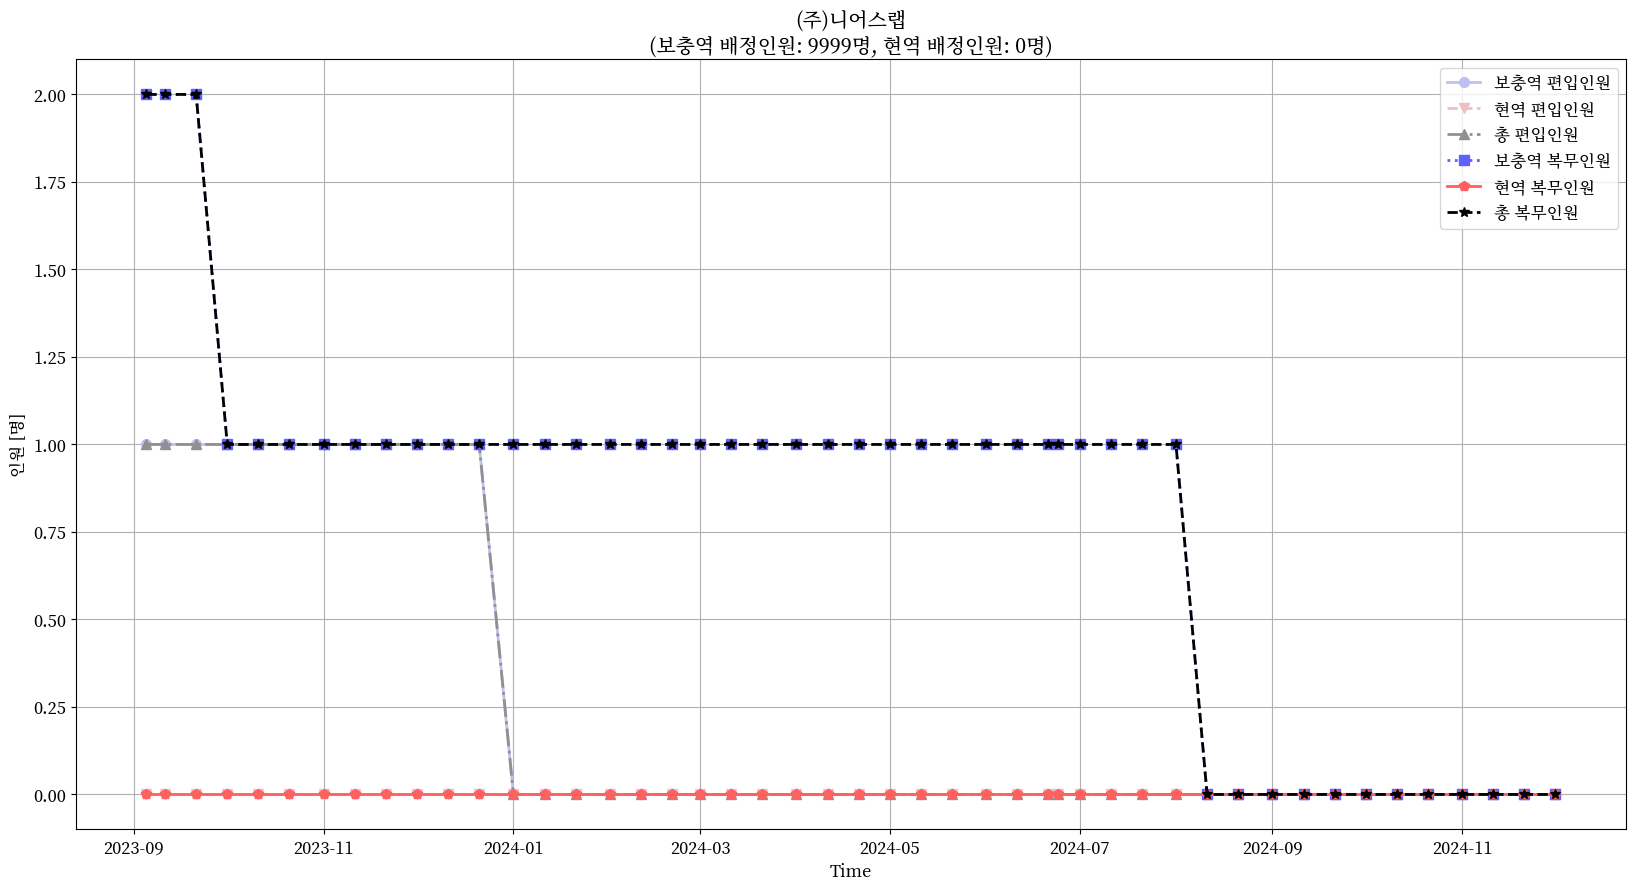 (주)니어스랩
(보충역 배정인원: 9999명, 현역 배정인원: 0명)
보충역 편입인원
현역 편입인원
총 편입인원
보충역 복무인원
현역 복무인원
총 복무인원
인원 [명]
2.00
1.75
1.50
1.25
1.00
0.75
0.50
0.25
0.00
2023-09 2023-11 2024-01 2024-03 2024-05 2024-07 2024-09 2024-11
Time